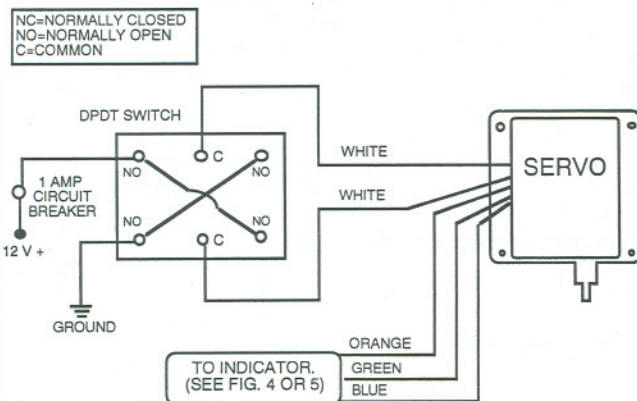 NC=NORMALLY CLOSED
NO=NORMALLY OPEN
C=COMMON
DPDT SWITCH
NO
C
NO
NO
C
NO
1 AMP
CIRCUIT
BREAKER
12 V +
GROUND
WHITE
WHITE
SERVO
ORANGE
GREEN
BLUE
TO INDICATOR.
(SEE FIG. 4 OR 5)